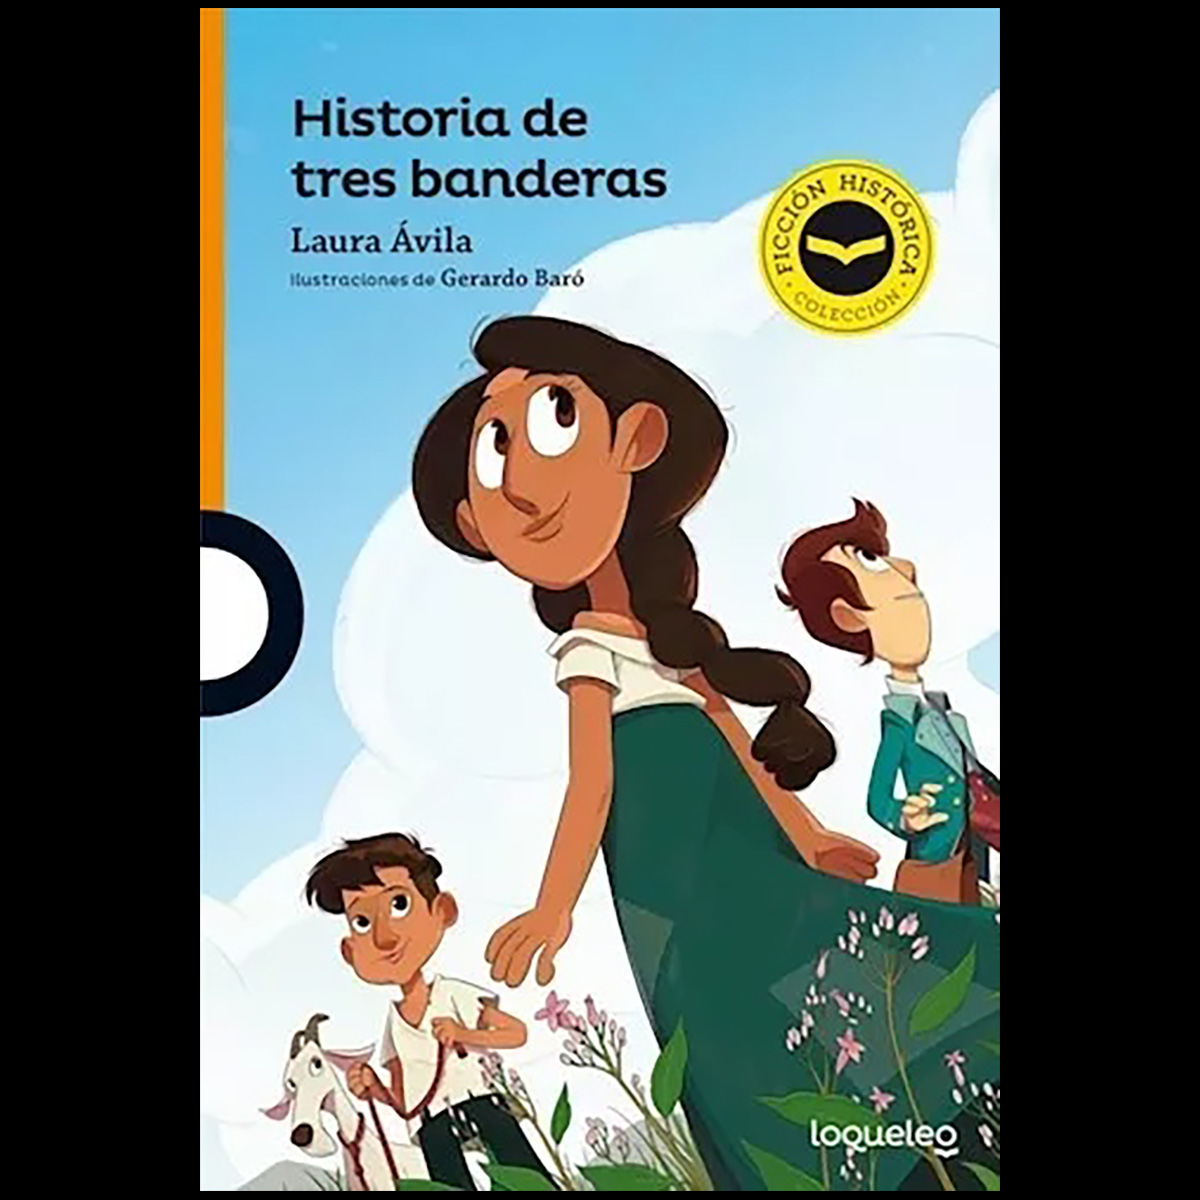 Historia de
tres banderas
Laura Ávila
Ilustraciones de Gerardo Baró
FICCIÓN HISTÓRICA
· COLECCIÓN ·
loqueleo